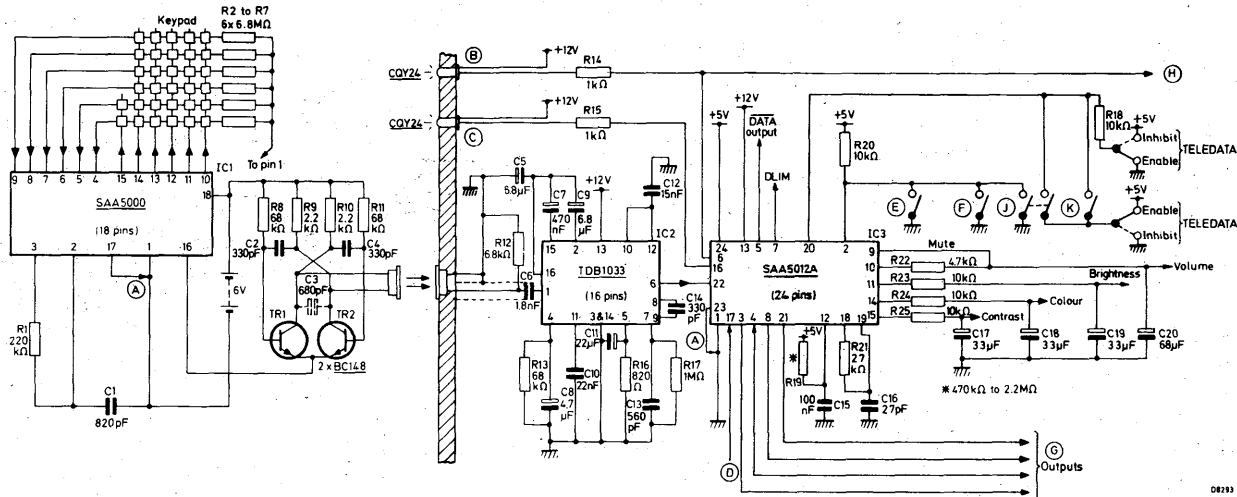 R2 to R7
6x 6.8MΩ
Keypad
To pin 1
IC1
9 8 7 6 5 4 15 14 13 12 11 10
18
SAA5000
(18 pins)
3 2 17 1 16
A
R1
220
kΩ
C1
820pF
6V
R8
68
kΩ
R9
2.2
kΩ
R10
2.2
kΩ
R11
68
kΩ
C2
330pF
C4
330pF
C3
680pF
TR1
TR2
2 x BC148
B
+12V
CQY24
R14
1kΩ
H
+12V
CQY24
R15
1kΩ
C
C5
6.8µF
C7
470
nF
C9
6.8
µF
+12V
C12
15nF
R12
6.8kΩ
C6
1.8nF
15 2 13 10 12
IC2
16
1
TDB1033
(16 pins)
6
8
9
4 11 3&14 5 7
C14
330
pF
R13
68
kΩ
C8
4.7
µF
C10
22nF
C11
22µF
R16
820
Ω
C13
560
pF
R17
1MΩ
+5V
+12V
DATA
output
DLIM
R20
10kΩ
+5V
R18
10kΩ
+5V
Inhibit
Enable
TELEDATA
+5V
Enable
Inhibit
TELEDATA
E
F
J
K
24 13 5 7 20 2
IC3
6
16
22
23
SAA5012A
(24 pins)
9
10
11
14
15
1 17 3 4 8 21 12 18 19
A
Mute
R22
4.7kΩ
Volume
R23
10kΩ
Brightness
R24
10kΩ
Colour
R25
10kΩ
Contrast
C17
33µF
C18
33µF
C19
33µF
C20
68µF
+5V
*
R19
100
nF
C15
R21
27
kΩ
C16
27pF
* 470kΩ to 2.2MΩ
D
G
Outputs
D8293